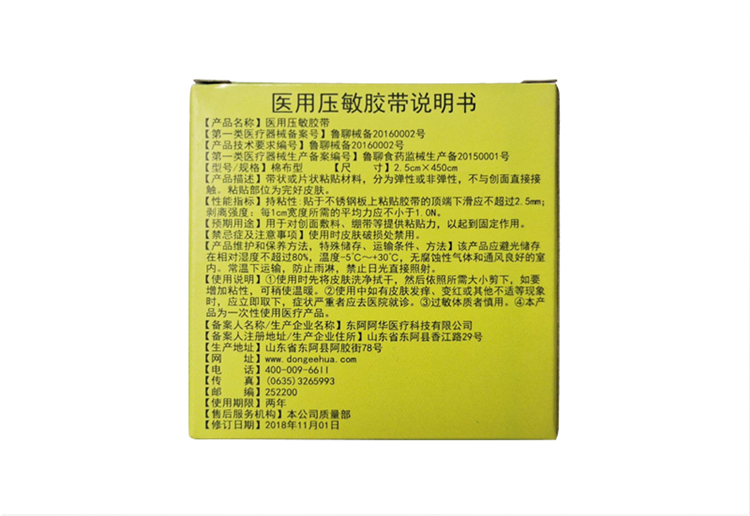 医用压敏胶带说明书
【产品名称】医用压敏胶带
【第一类医疗器械备案号】鲁聊械备20160002号
【产品技术要求编号】鲁聊械备20160002号
【第一类医疗器械生产备案编号】鲁聊食药监械生产备20150001号
【型号/规格】棉布型 【尺 寸】2.5cm×450cm
【产品描述】带状或片状粘贴材料，分为弹性或非弹性，不与创面直接接
触。粘贴部位为完好皮肤。
【性能指标】持粘性:贴于不锈钢板上粘贴胶带的顶端下滑应不超过2.5mm;
剥离强度：每1cm宽度所需的平均力应不小于1.0N。
【预期用途】用于对创面敷料、绷带等提供粘贴力，以起到固定作用。
【禁忌症及注意事项】使用时皮肤破损处禁用。
【产品维护和保养方法，特殊储存、运输条件、方法】该产品应避光储存
在相对湿度不超过80%，温度-5℃～+30℃，无腐蚀性气体和通风良好的室
内。常温下运输，防止雨淋，禁止日光直接照射。
【使用说明】①使用时先将皮肤洗净拭干，然后依照所需大小剪下，如要
增加粘性，可稍使温暖。②使用中如有皮肤发痒、变红或其他不适等现象
时，应立即取下，症状严重者应去医院就诊。③过敏体质者慎用。④本产
品为一次性使用医疗产品。
【备案人名称/生产企业名称】东阿阿华医疗科技有限公司
【备案人注册地址/生产企业住所】山东省东阿县香江路29号
【生产地址】山东省东阿县阿胶街78号
【网 址】www.dongeehua.com
【电 话】400-009-6611
【传 真】(0635)3265993
【邮 编】252200
【使用期限】两年
【售后服务机构】本公司质量部
【修订日期】2018年11月01日